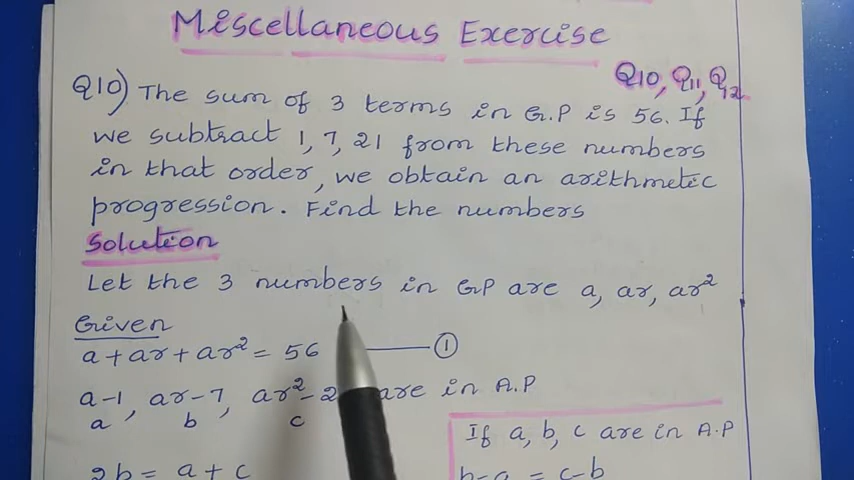 Miscellaneous Exercise
Q10, Q11, Q12
Q10) The sum of 3 terms in G.P is 56. If
we subtract 1, 7, 21 from these numbers
in that order, we obtain an arithmetic
progression. Find the numbers
Solution
Let the 3 numbers in GP are a, ar, ar²
Given
a + ar + ar² = 56 ——— ①
a-1, ar-7, ar²-2 are in A.P
a b c
If a, b, c are in A.P
2b = a + c
b-a = c-b